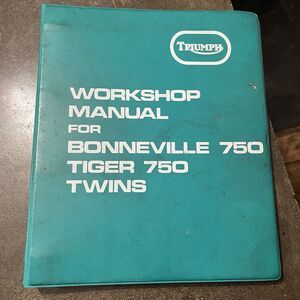 TRIUMPH
WORKSHOP
MANUAL
FOR
BONNEVILLE 750
TIGER 750
TWINS